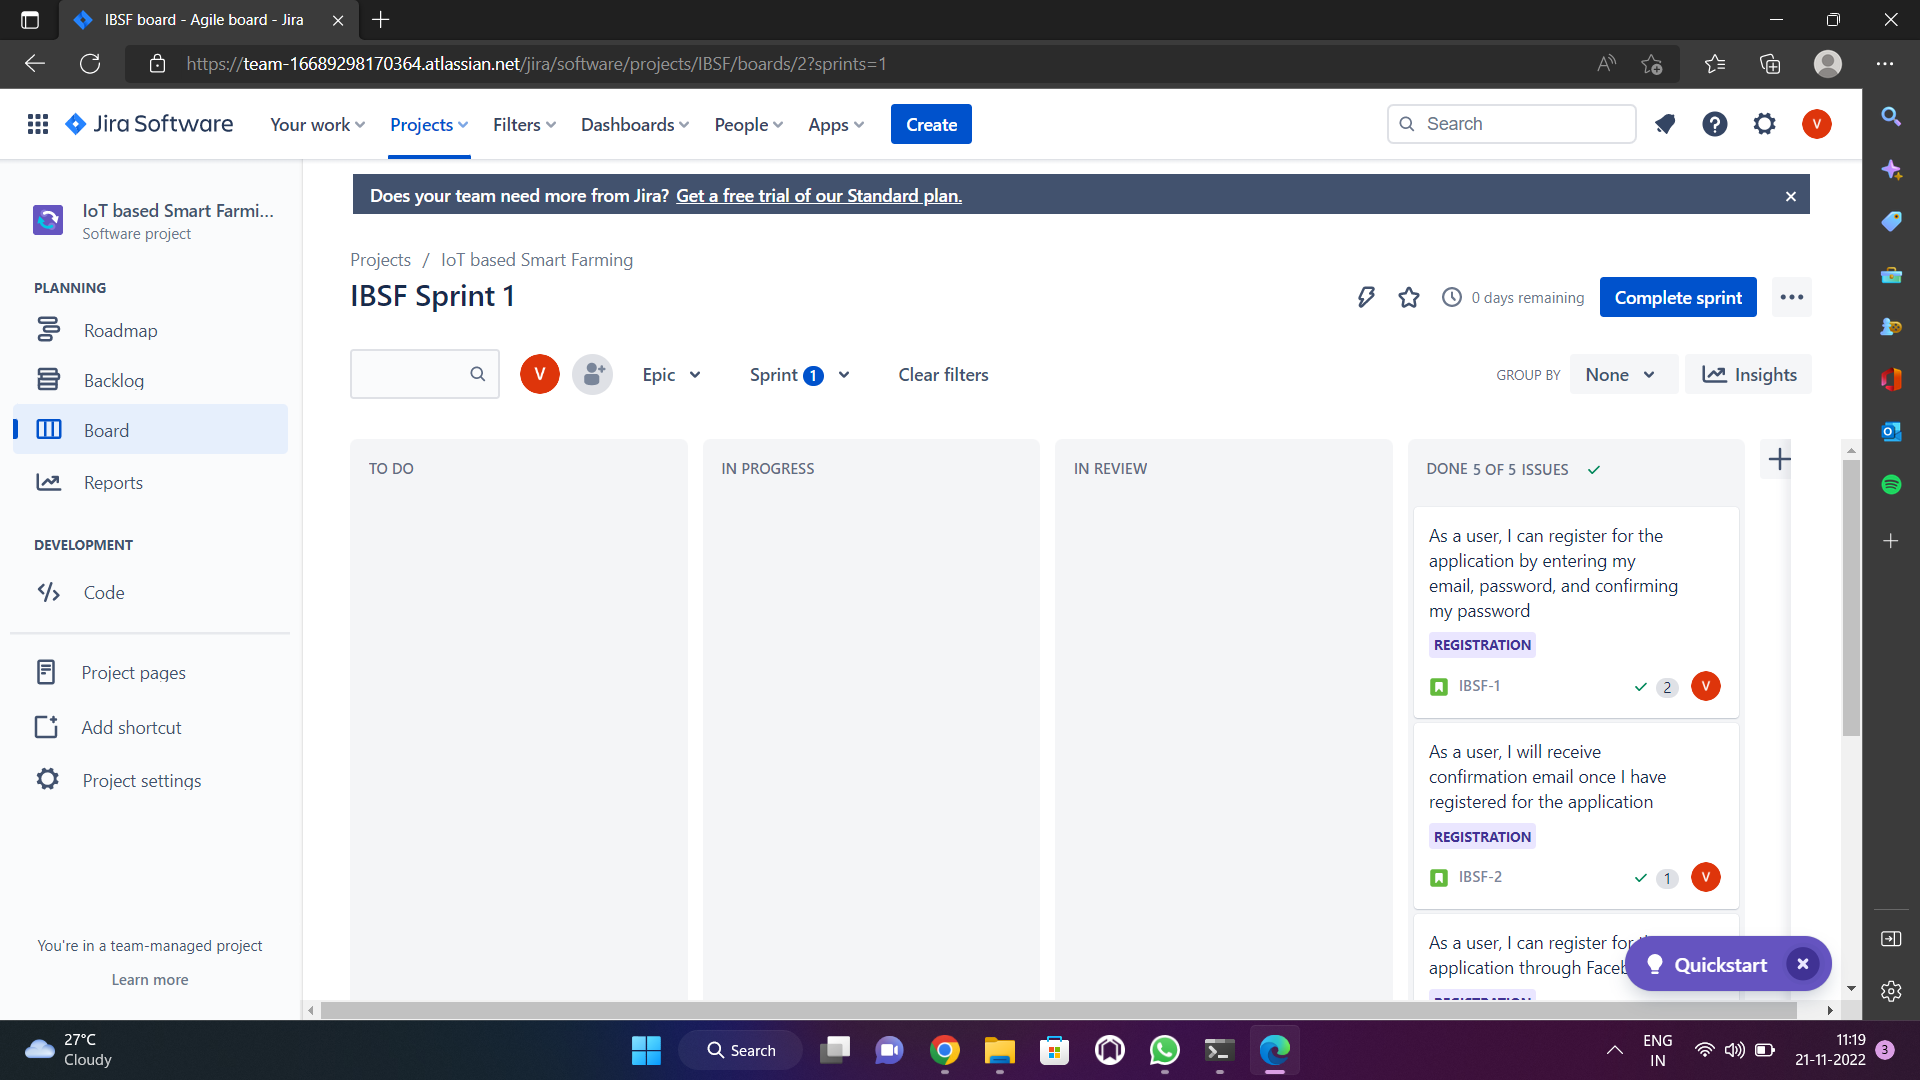 IBSF board - Agile board - Jira
https://team-16689298170364.atlassian.net/jira/software/projects/IBSF/boards/2?sprints=1
Jira Software
Your work
Projects
Filters
Dashboards
People
Apps
Create
Search
V
Does your team need more from Jira? Get a free trial of our Standard plan.
IoT based Smart Farmi...
Software project
PLANNING
Roadmap
Backlog
Board
Reports
DEVELOPMENT
Code
Project pages
Add shortcut
Project settings
You're in a team-managed project
Learn more
Projects / IoT based Smart Farming
IBSF Sprint 1
0 days remaining
Complete sprint
V
Epic
Sprint 1
Clear filters
GROUP BY
None
Insights
TO DO
IN PROGRESS
IN REVIEW
DONE 5 OF 5 ISSUES
As a user, I can register for the
application by entering my
email, password, and confirming
my password
REGISTRATION
IBSF-1
2
V
As a user, I will receive
confirmation email once I have
registered for the application
REGISTRATION
IBSF-2
1
V
As a user, I can register for
application through
REGISTRATION
Quickstart
27°C
Cloudy
Search
ENG
IN
11:19
21-11-2022
3